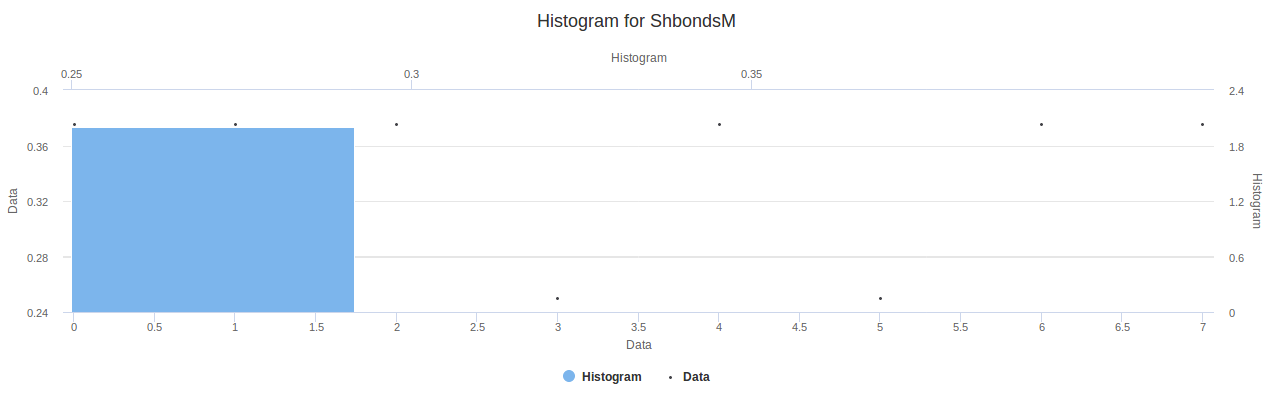 Histogram for ShbondsM
Histogram
0.25 0.3 0.35
0.4 2.4
0.36 1.8
Data 0.32 1.2 Histogram
0.28 0.6
0.24 0
0 0.5 1 1.5 2 2.5 3 3.5 4 4.5 5 5.5 6 6.5 7
Data
Histogram Data